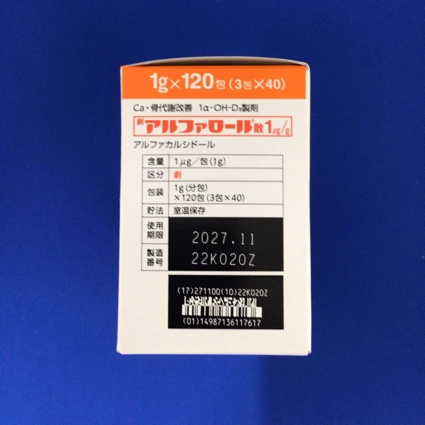 1g×120包(3包×40)
Ca・骨代謝改善 1α-OH-D₃製剤
劇 アルファロール®散1μg/g
アルファカルシドール
含量 1μg/包(1g)
区分 劇
包装 1g(分包)
×120包(3包×40)
貯法 室温保存
使用
期限 2027.11
製造
番号 22K020Z
(17)271100(10)22K020Z
(01)14987136117617